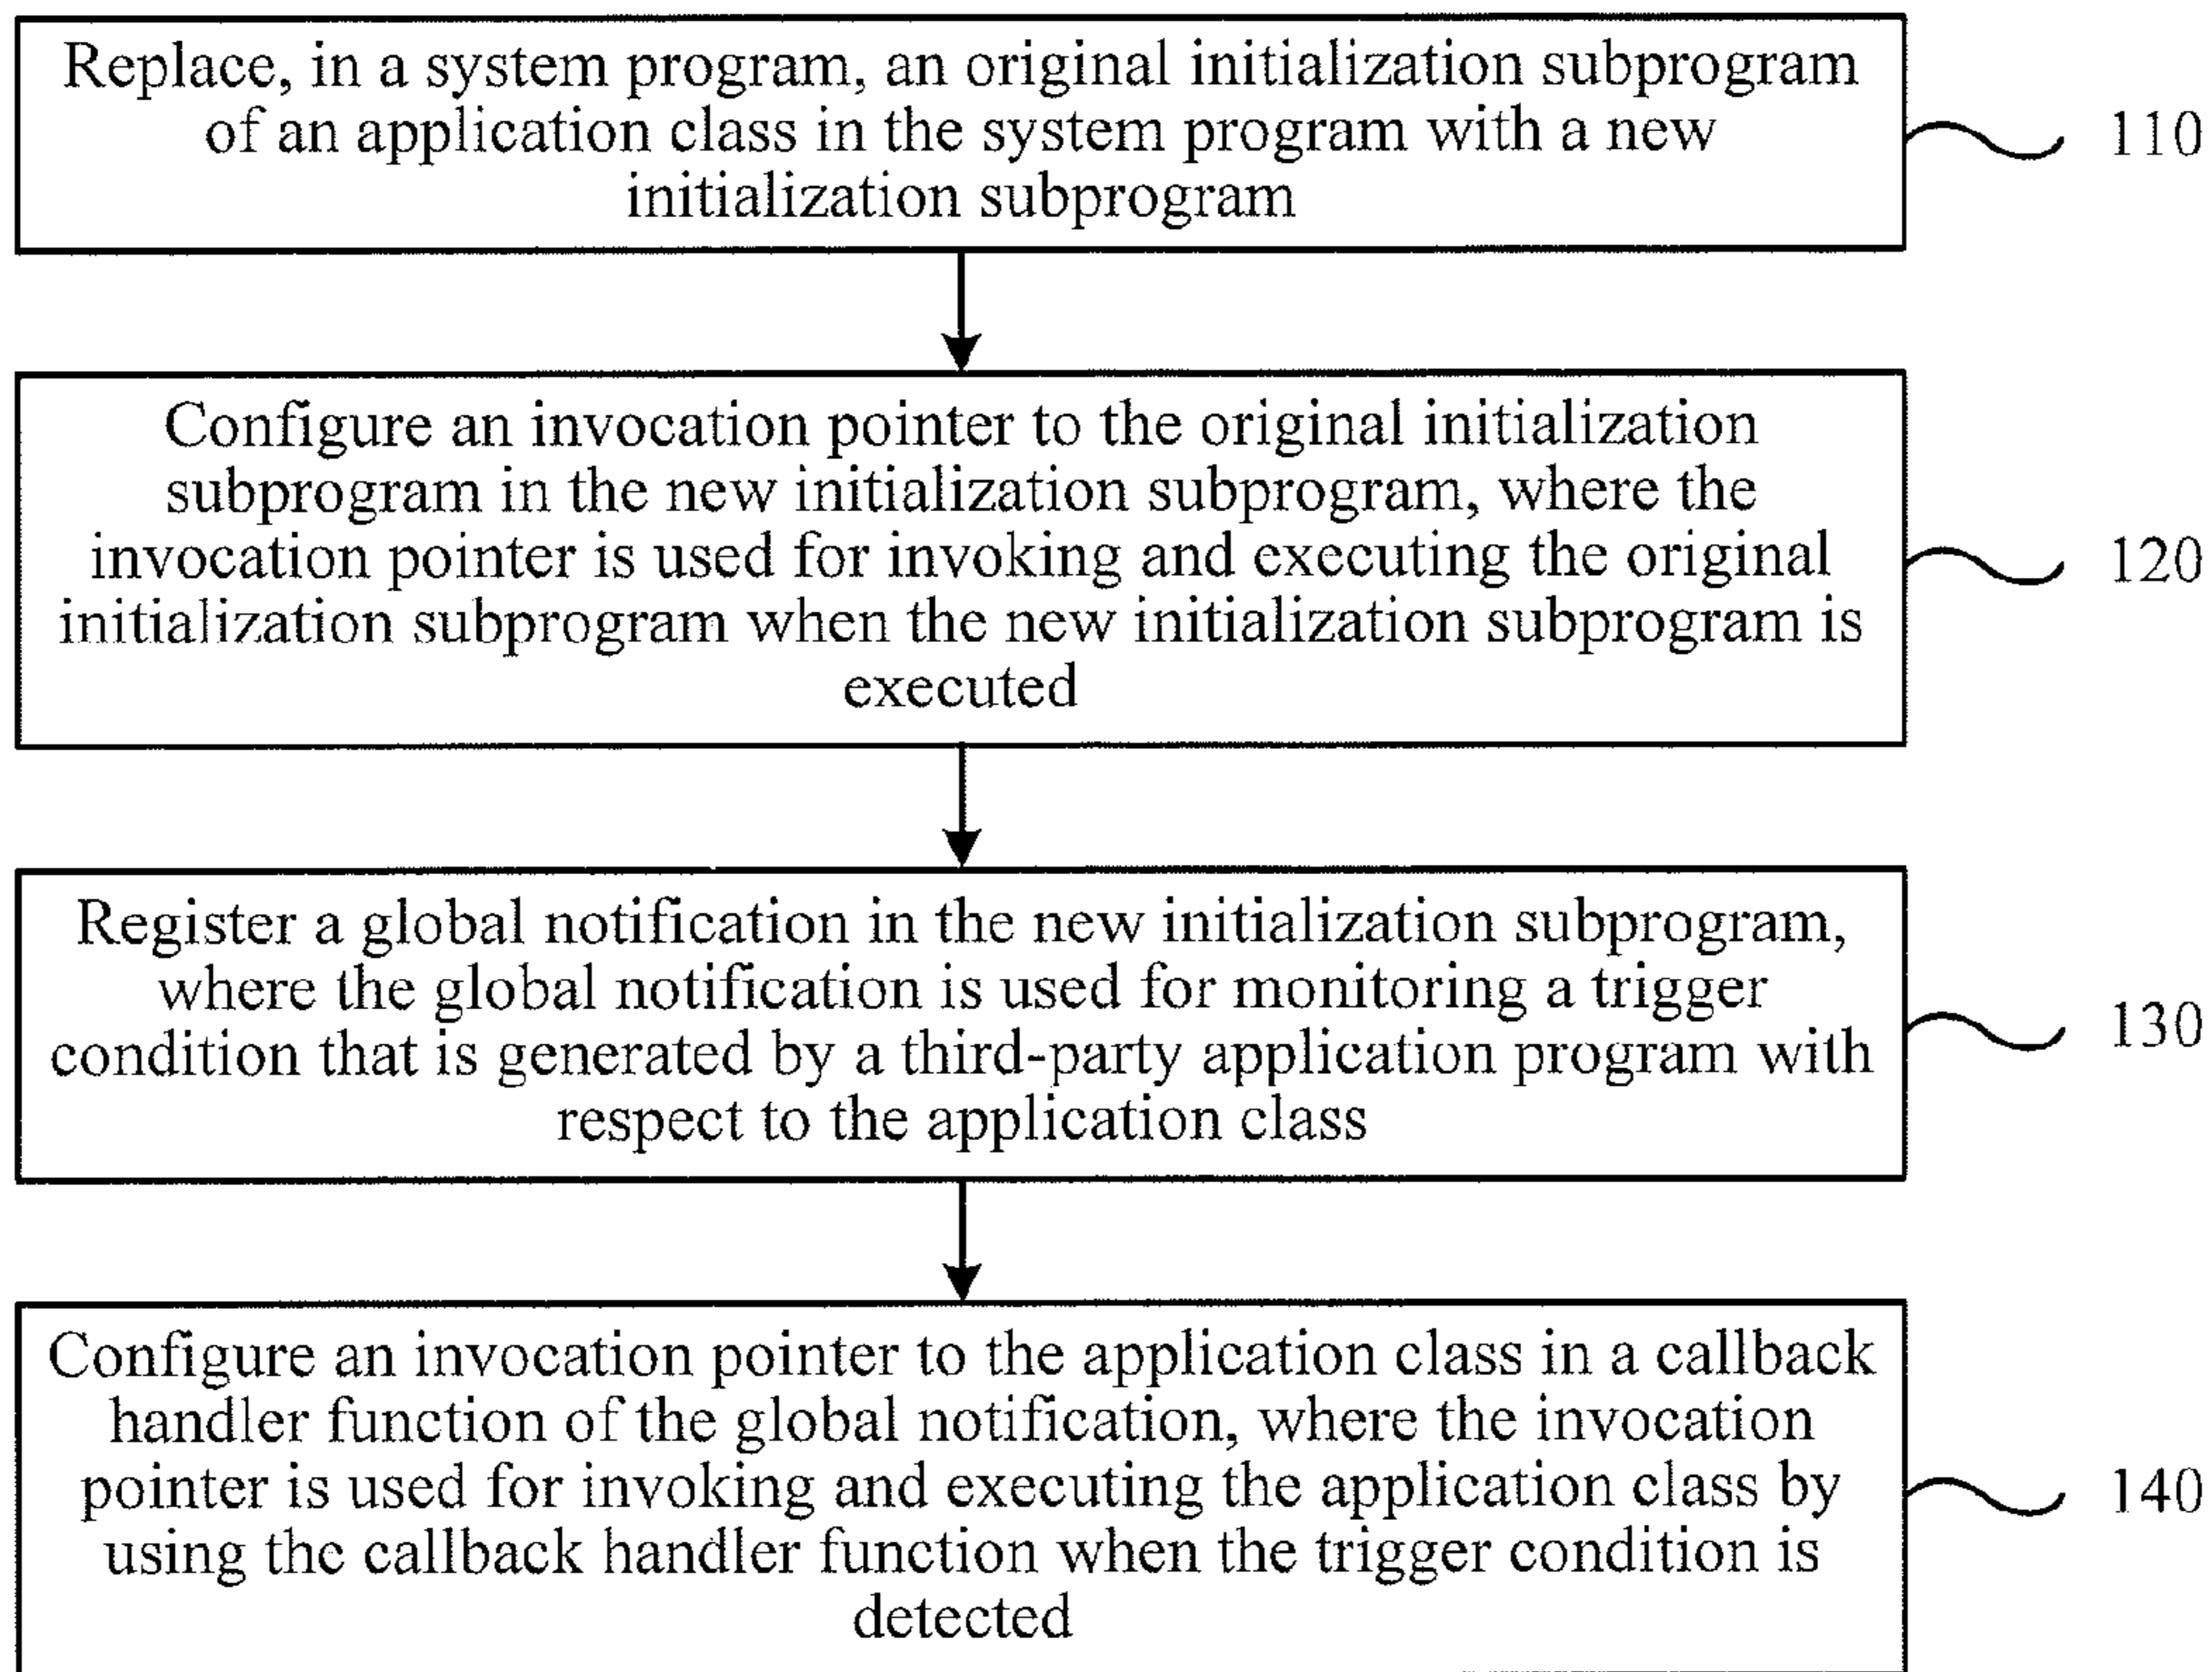 Replace, in a system program, an original initialization subprogram
of an application class in the system program with a new
initialization subprogram
110
Configure an invocation pointer to the original initialization
subprogram in the new initialization subprogram, where the
invocation pointer is used for invoking and executing the original
initialization subprogram when the new initialization subprogram is
executed
120
Register a global notification in the new initialization subprogram,
where the global notification is used for monitoring a trigger
condition that is generated by a third-party application program with
respect to the application class
130
Configure an invocation pointer to the application class in a callback
handler function of the global notification, where the invocation
pointer is used for invoking and executing the application class by
using the callback handler function when the trigger condition is
detected
140